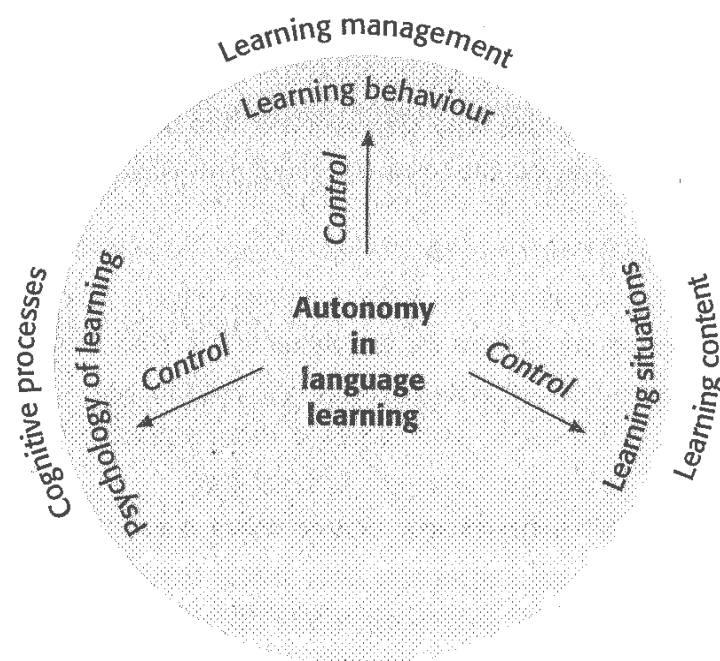 Learning management
Learning behaviour
Control
Autonomy
in
language
learning
Control
Psychology of learning
Cognitive processes
Control
Learning situations
Learning content